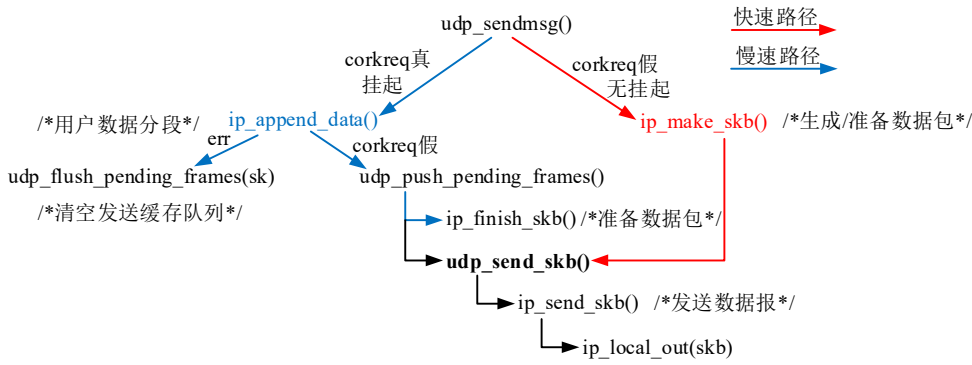 udp_sendmsg()
快速路径
慢速路径
corkreq真
挂起
corkreq假
无挂起
/*用户数据分段*/
ip_append_data()
ip_make_skb()
/*生成/准备数据包*/
err
corkreq假
udp_flush_pending_frames(sk)
udp_push_pending_frames()
/*清空发送缓存队列*/
ip_finish_skb()
/*准备数据包*/
udp_send_skb()
ip_send_skb()
/*发送数据报*/
ip_local_out(skb)